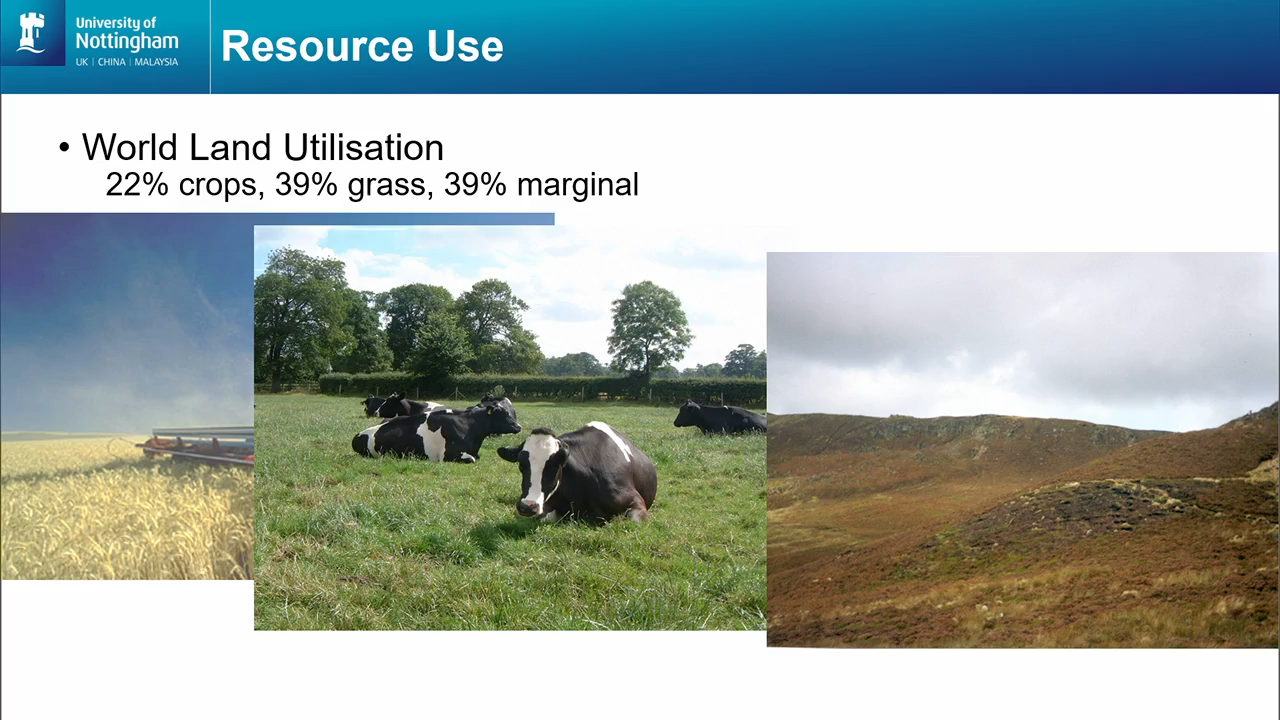 University of
Nottingham
UK | CHINA | MALAYSIA
Resource Use
• World Land Utilisation
22% crops, 39% grass, 39% marginal